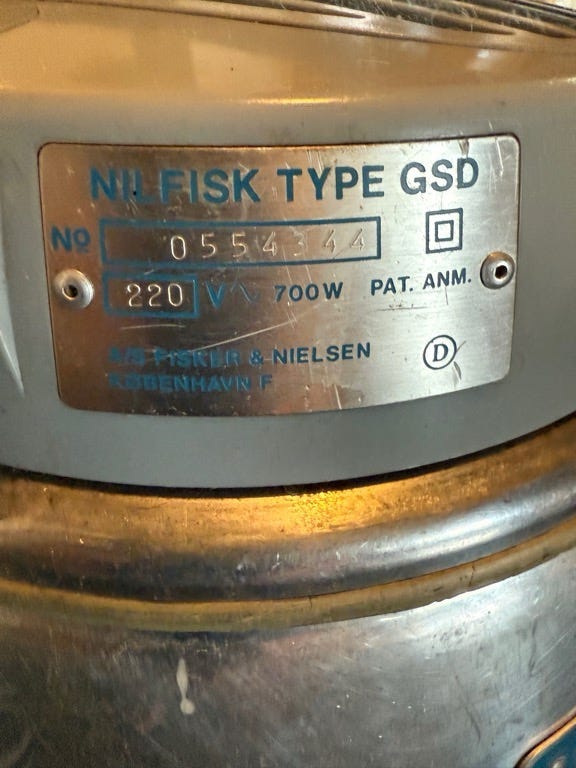 NILFISK TYPE GSD
Nº 0554344
220 V ~ 700W PAT. ANM.
A/S FISKER & NIELSEN
KØBENHAVN F
D